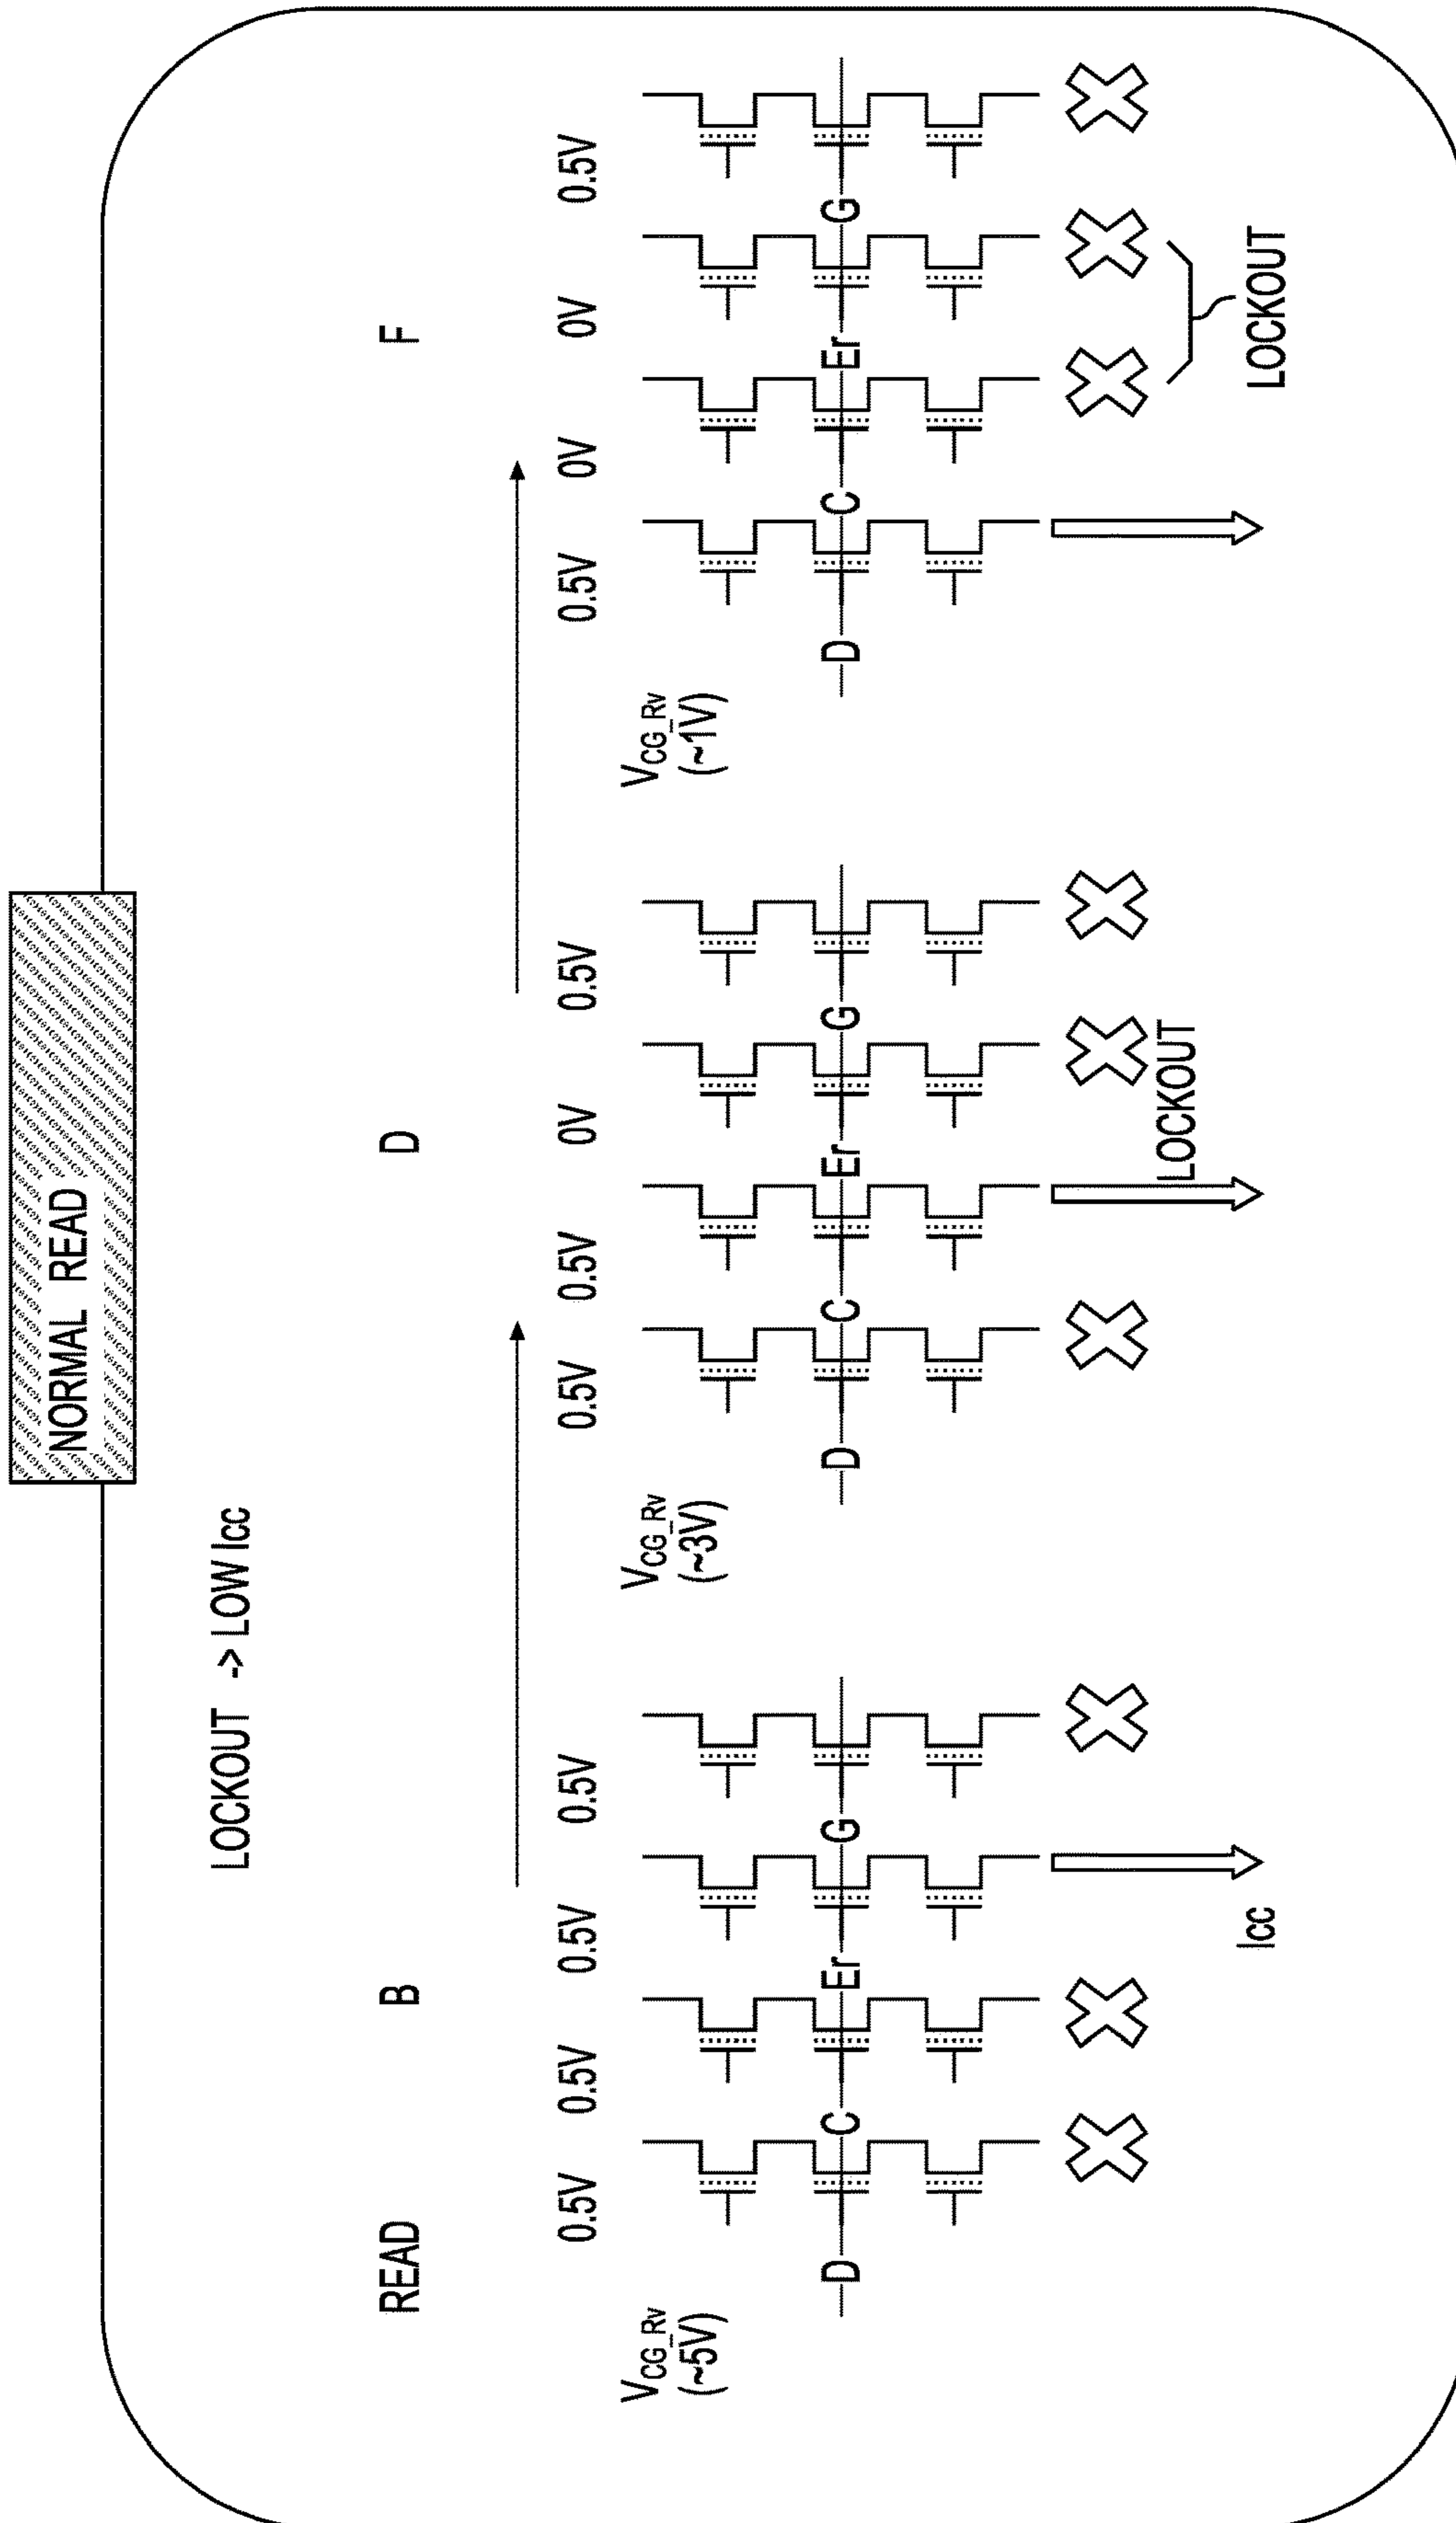 NORMAL READ
LOCKOUT -> LOW Icc
READ B D F
0.5V 0.5V 0.5V 0.5V 0.5V 0.5V 0V 0.5V 0.5V 0V 0V 0.5V
VCG_Rv VCG_Rv VCG_Rv
(~5V) (~3V) (~1V)
D C Er G D C Er G D C Er G
LOCKOUT
Icc LOCKOUT